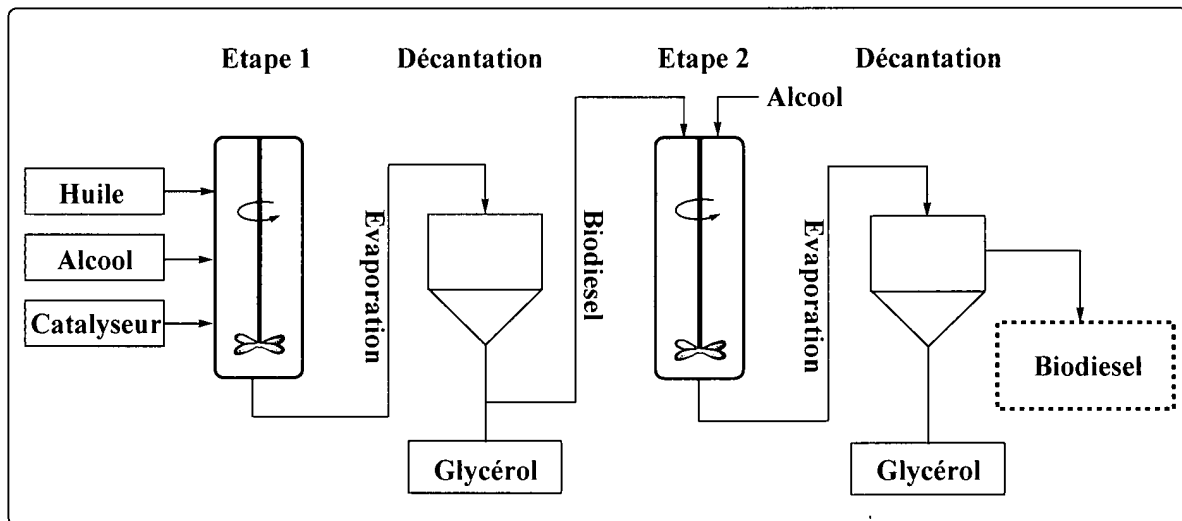 Etape 1
Décantation
Etape 2
Décantation
Alcool
Huile
Alcool
Catalyseur
Evaporation
Biodiesel
Evaporation
Biodiesel
Glycérol
Glycérol